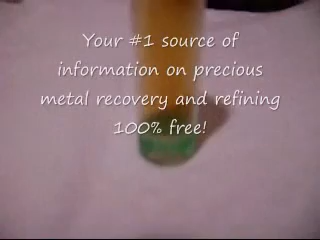 Your #1 source of
information on precious
metal recovery and refining
100% free!